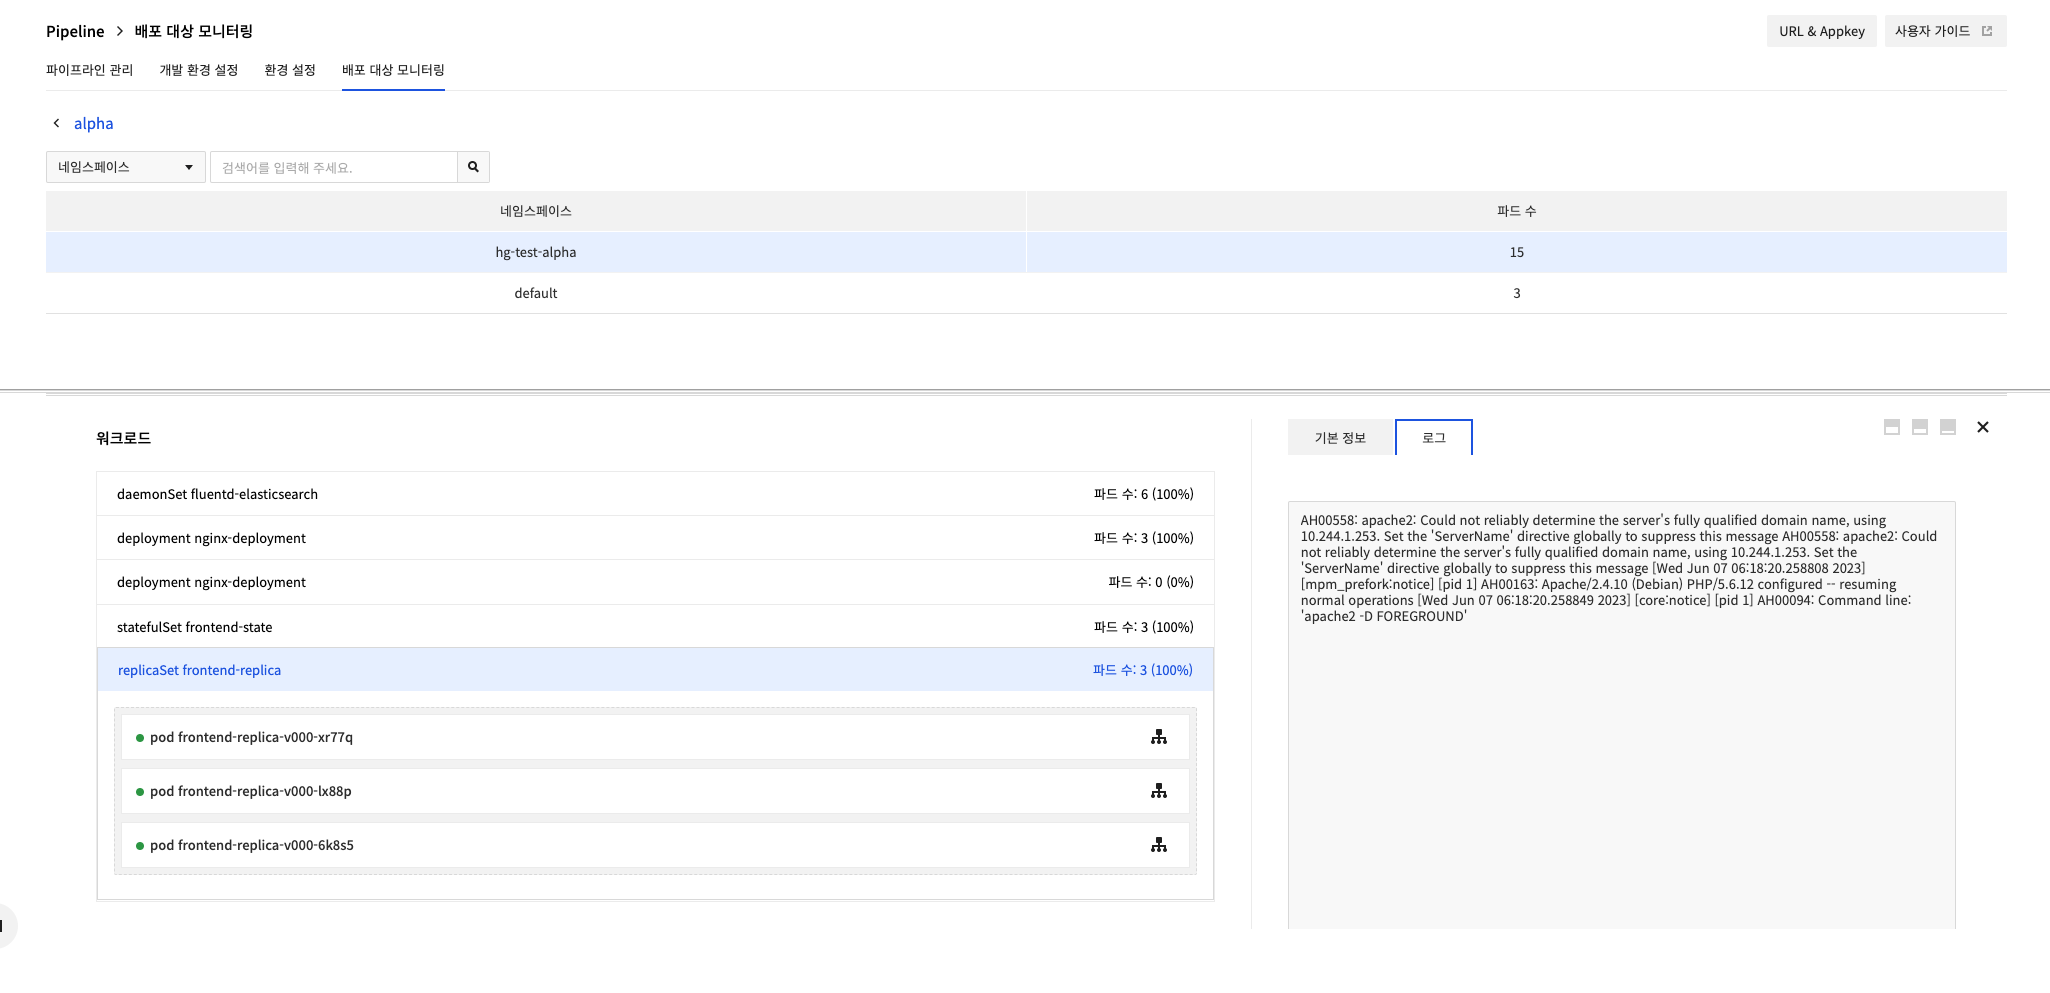 Pipeline > 배포 대상 모니터링
URL & Appkey
사용자 가이드
파이프라인 관리
개발 환경 설정
환경 설정
배포 대상 모니터링
alpha
네임스페이스
검색어를 입력해 주세요.
네임스페이스
파드 수
hg-test-alpha
15
default
3
워크로드
daemonSet fluentd-elasticsearch
파드 수: 6 (100%)
deployment nginx-deployment
파드 수: 3 (100%)
deployment nginx-deployment
파드 수: 0 (0%)
statefulSet frontend-state
파드 수: 3 (100%)
replicaSet frontend-replica
파드 수: 3 (100%)
pod frontend-replica-v000-xr77q
pod frontend-replica-v000-lx88p
pod frontend-replica-v000-6k8s5
기본 정보
로그
AH00558: apache2: Could not reliably determine the server's fully qualified domain name, using
10.244.1.253. Set the 'ServerName' directive globally to suppress this message AH00558: apache2: Could
not reliably determine the server's fully qualified domain name, using 10.244.1.253. Set the
'ServerName' directive globally to suppress this message [Wed Jun 07 06:18:20.258808 2023]
[mpm_prefork:notice] [pid 1] AH00163: Apache/2.4.10 (Debian) PHP/5.6.12 configured -- resuming
normal operations [Wed Jun 07 06:18:20.258849 2023] [core:notice] [pid 1] AH00094: Command line:
'apache2 -D FOREGROUND'